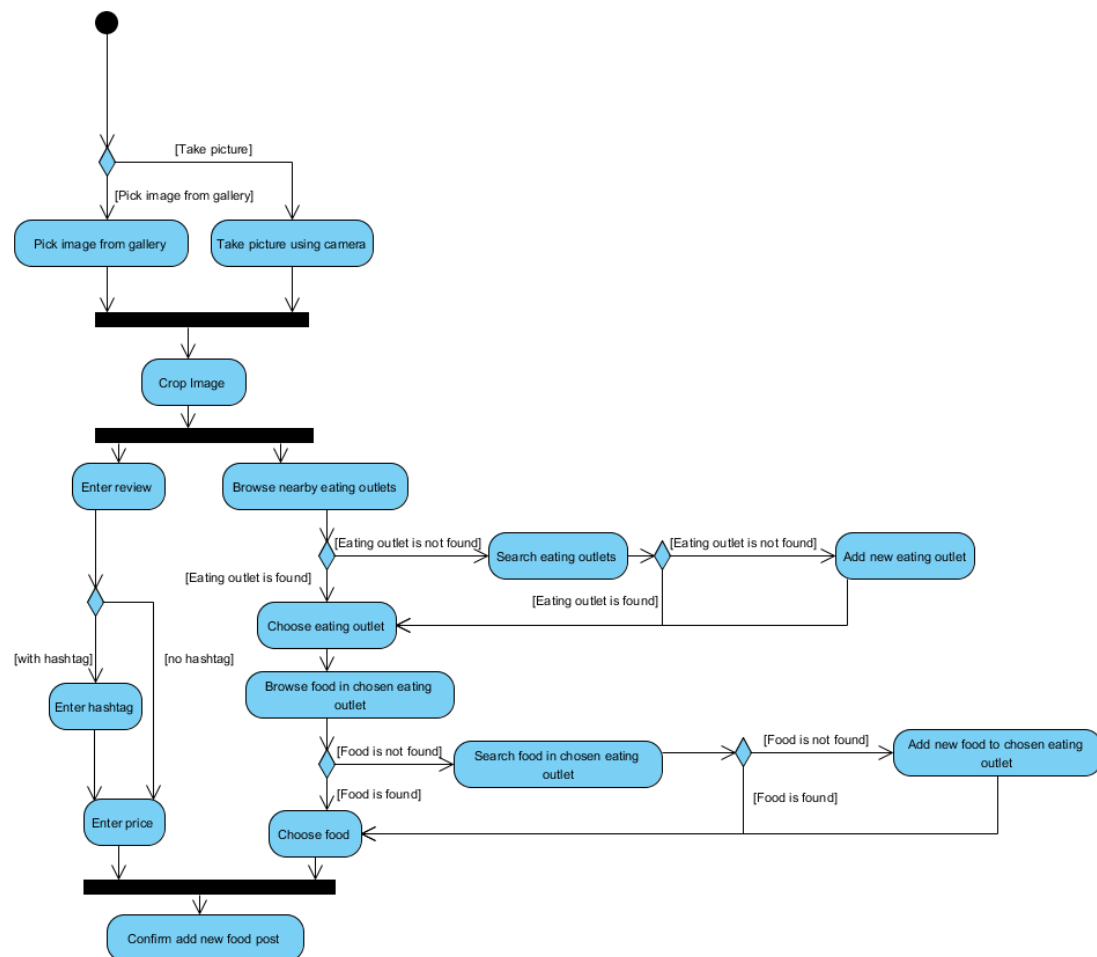 [Take picture]
[Pick image from gallery]
Pick image from gallery
Take picture using camera
Crop Image
Enter review
Browse nearby eating outlets
[Eating outlet is not found]
Search eating outlets
[Eating outlet is not found]
Add new eating outlet
[Eating outlet is found]
[Eating outlet is found]
Choose eating outlet
[with hashtag]
[no hashtag]
Browse food in chosen eating
outlet
Enter hashtag
[Food is not found]
Search food in chosen eating
outlet
[Food is not found]
Add new food to chosen eating
outlet
[Food is found]
[Food is found]
Enter price
Choose food
Confirm add new food post